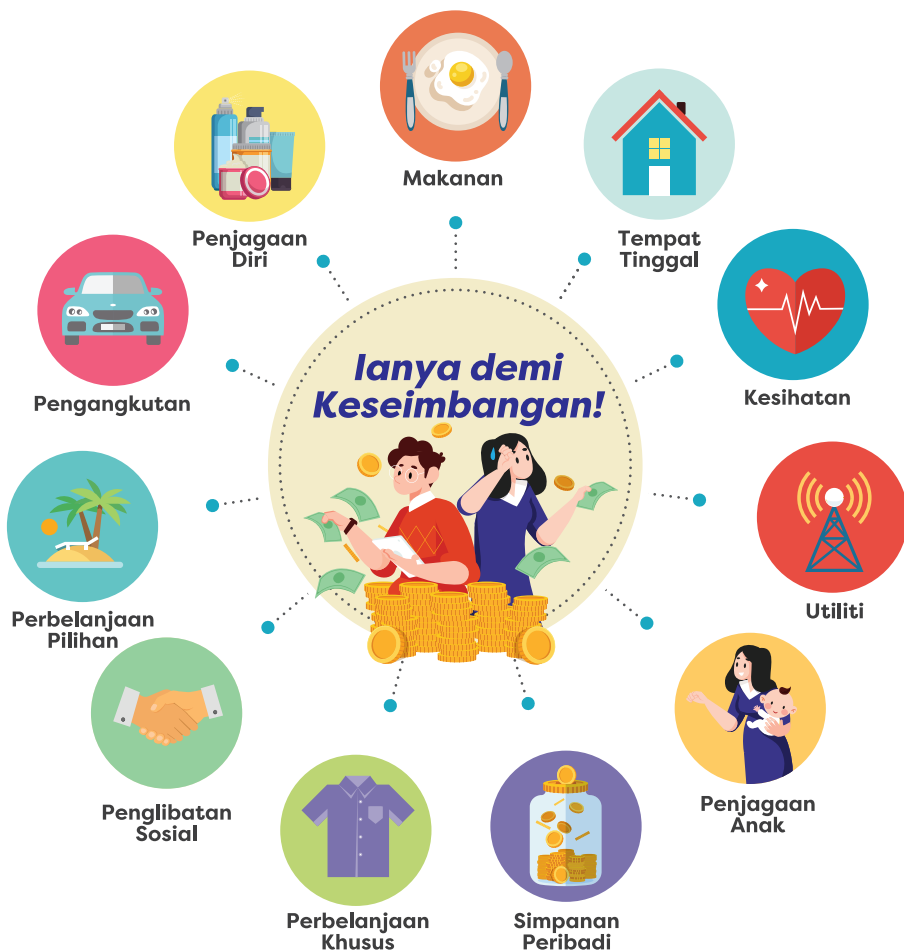 Makanan
Penjagaan
Diri
Tempat
Tinggal
Pengangkutan
Ianya demi
Keseimbangan!
Kesihatan
Perbelanjaan
Pilihan
Utiliti
Penglibatan
Sosial
Penjagaan
Anak
Perbelanjaan
Khusus
Simpanan
Peribadi